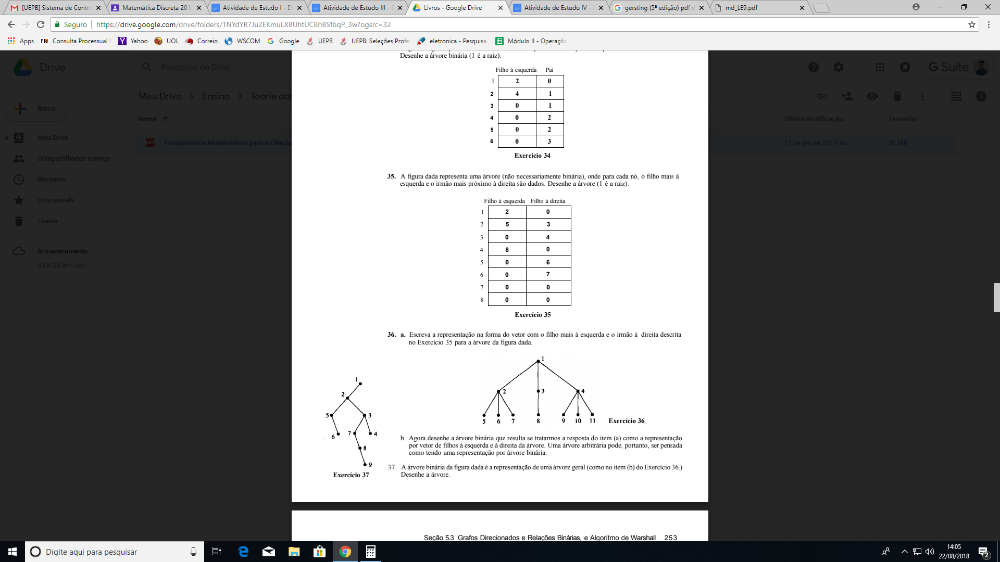 [UEPB] Sistema de Contro
Matemática Discreta 201
Atividade de Estudo I - D
Atividade de Estudo III - 
Livros - Google Drive
Atividade de Estudo IV - 
gersting (5ª edição) pdf d
md_LE9.pdf
Seguro
https://drive.google.com/drive/folders/1NYdYR7Ju2EKmuLXBUhtUCBhBSfbqP_3w?ogsrc=32
Apps
PJe
Consulta Processual
Yahoo
UOL
Correio
WSCOM
Google
UEPB
UEPB: Seleções Profe
eletronica - Pesquisa
Módulo II - Operaçõe
Drive
Pesquisar no Drive
G Suite
Meu Drive > Ensino > Teoria dos
Novo
Nome
Última modificação
Tamanho
Meu Drive
Fundamentos Matemáticos para a Ciência
27 de jan de 2018 eu
10 MB
Compartilhados comigo
Recentes
Com estrela
Lixeira
Armazenamento
43,6 GB em uso
Desenhe a árvore binária (1 é a raiz).
Filho à esquerda Pai
1 2 0
2 4 1
3 0 1
4 0 2
5 0 2
6 0 3
Exercício 34
35. A figura dada representa uma árvore (não necessariamente binária), onde para cada nó, o filho mais à
esquerda e o irmão mais próximo à direita são dados. Desenhe a árvore (1 é a raiz).
Filho à esquerda Filho à direita
1 2 0
2 5 3
3 0 4
4 8 0
5 0 6
6 0 7
7 0 0
8 0 0
Exercício 35
36. a. Escreva a representação na forma do vetor com o filho mais à esquerda e o irmão à direita descrita
no Exercício 35 para a árvore da figura dada.
1
2 3 4
5 6 7 8 9 10 11
Exercício 36
1
2
5 3
6 7 4
8
9
Exercício 37
b. Agora desenhe a árvore binária que resulta se tratarmos a resposta do item (a) como a representação
por vetor de filhos à esquerda e à direita da árvore. Uma árvore arbitrária pode, portanto, ser pensada
como tendo uma representação por árvore binária.
37. A árvore binária da figura dada é a representação de uma árvore geral (como no item (b) do Exercício 36.)
Desenhe a árvore.
Seção 5.3 Grafos Direcionados e Relações Binárias, e Algoritmo de Warshall 253
Digite aqui para pesquisar
14:05
22/08/2018
2